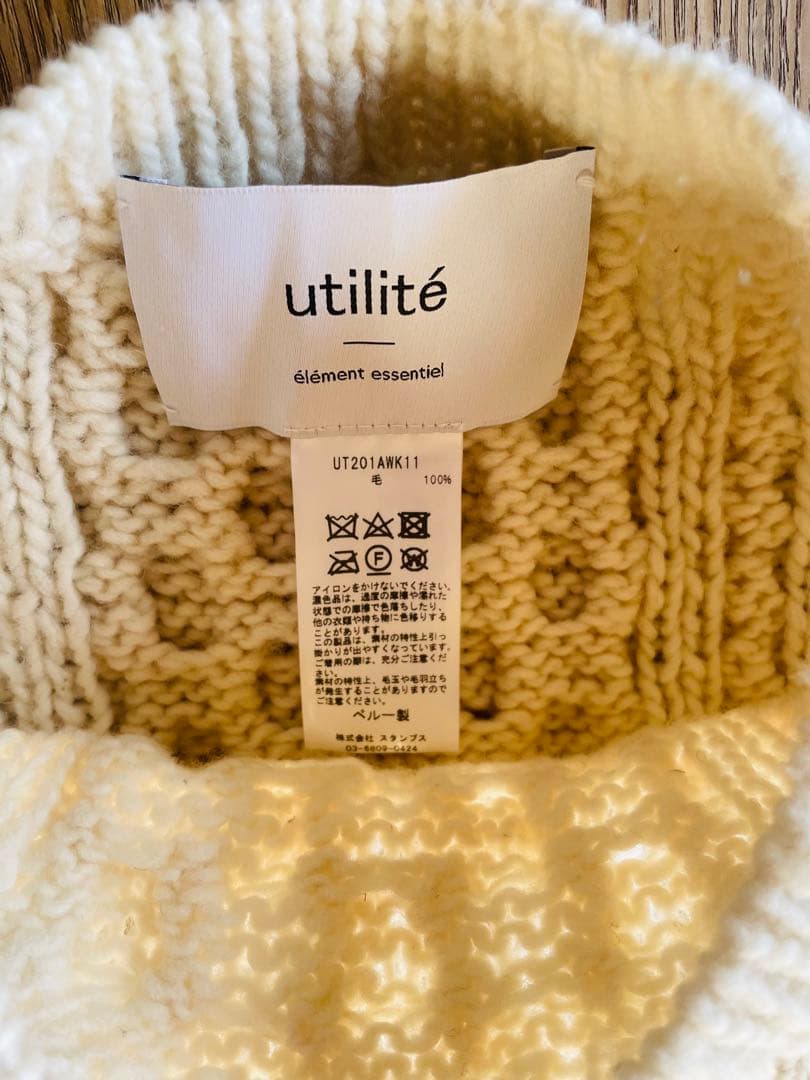 utilité
élément essentiel
UT201AWK11
毛 100%
F
W
アイロンをかけないでください。
濃色品は、過度の摩擦や濡れた
状態での摩擦で色落ちしたり、
他の衣類や持ち物に色移りする
ことがあります。
この製品は、素材の特性上引っ
掛かりが出やすくなっています。
ご着用の際は、充分ご注意くだ
さい。
素材の特性上、毛玉や毛羽立ち
が発生することがありますので
ご注意ください。
ペルー製
株式会社 スタンプス
03-6809-0424